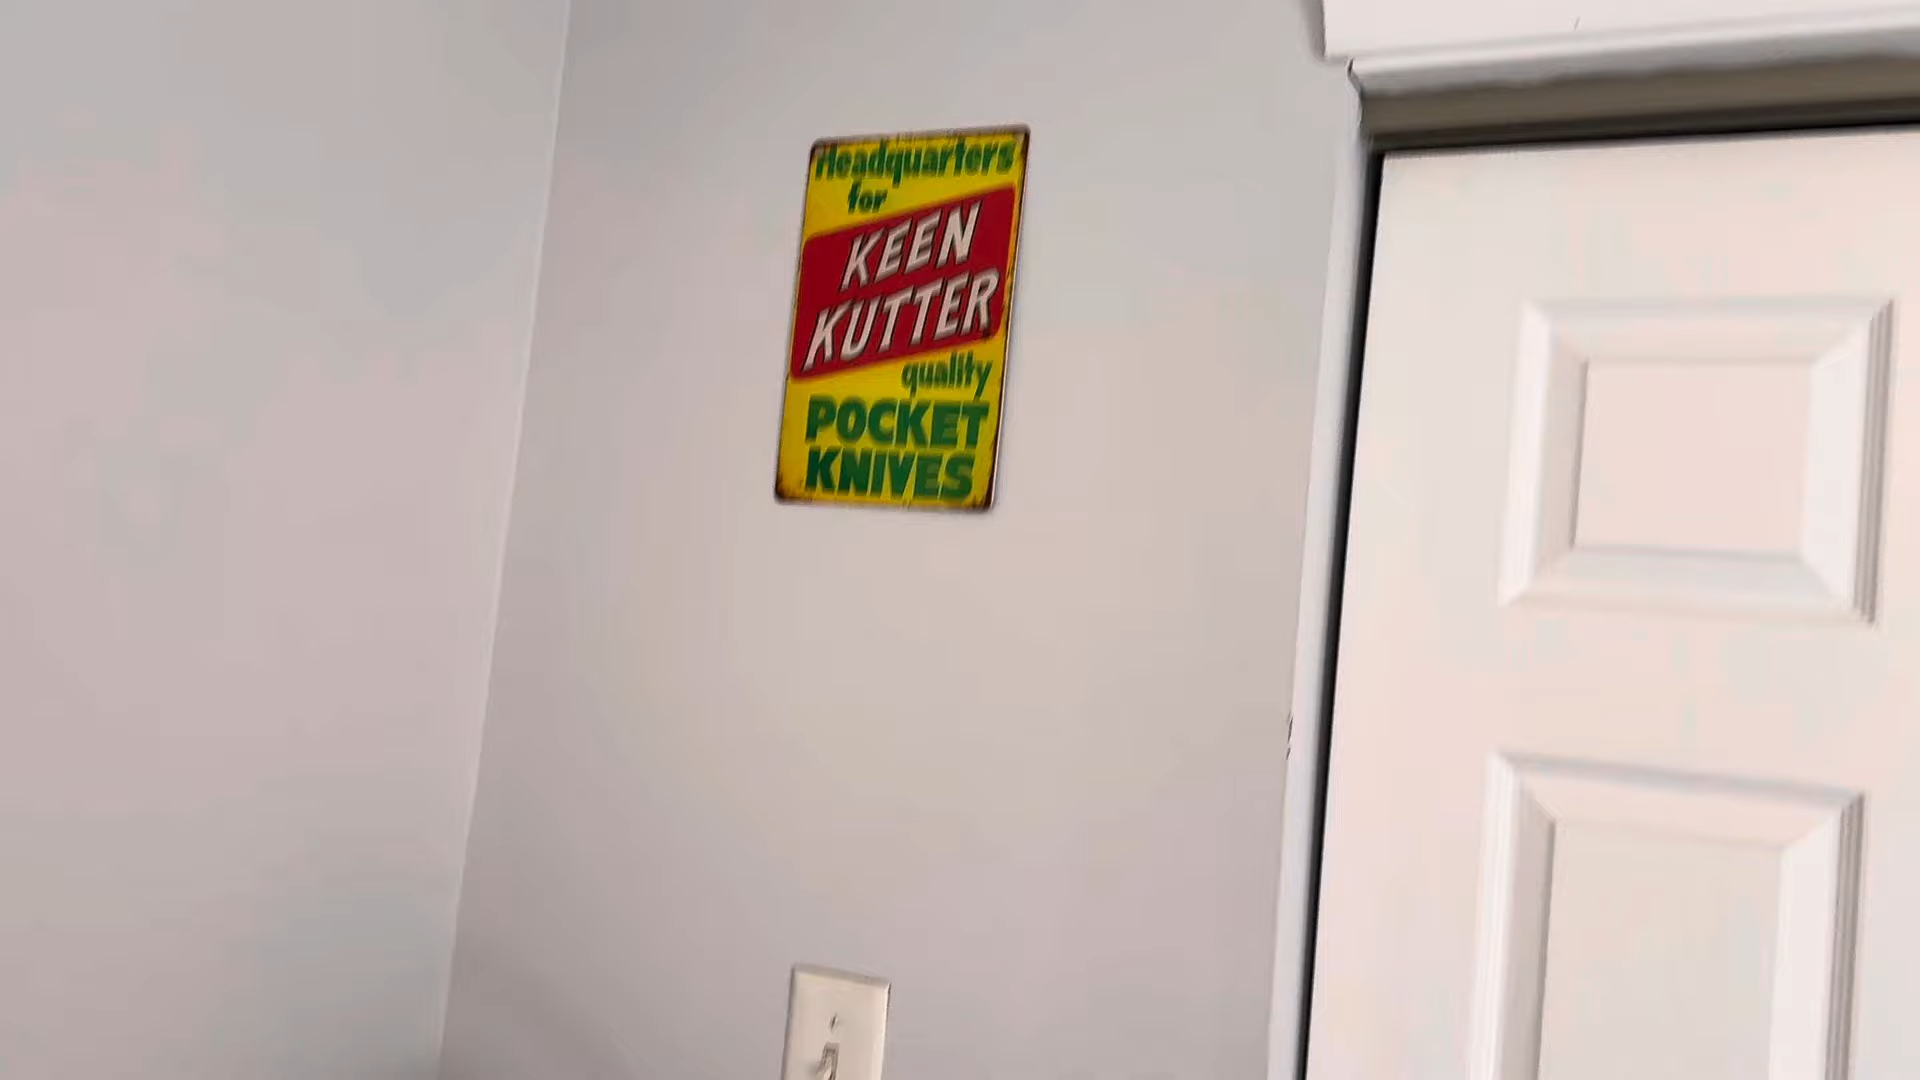 Headquarters
for
KEEN
KUTTER
quality
POCKET
KNIVES